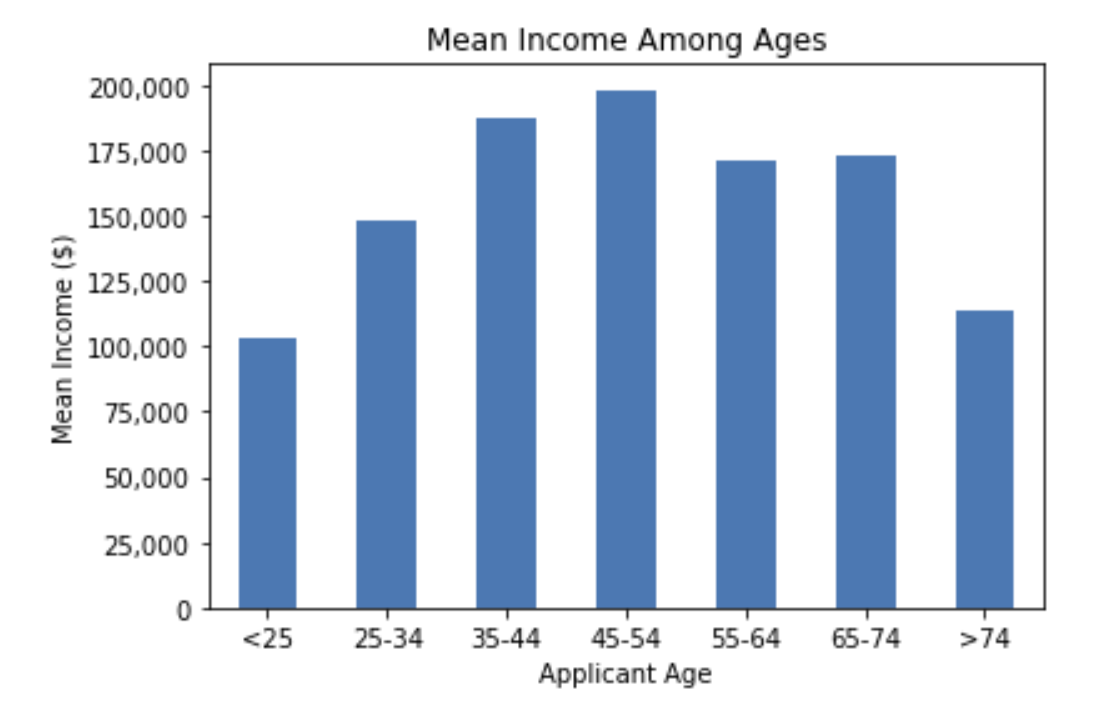 Mean Income Among Ages
Mean Income ($)
200,000
175,000
150,000
125,000
100,000
75,000
50,000
25,000
0
<25 25-34 35-44 45-54 55-64 65-74 >74
Applicant Age